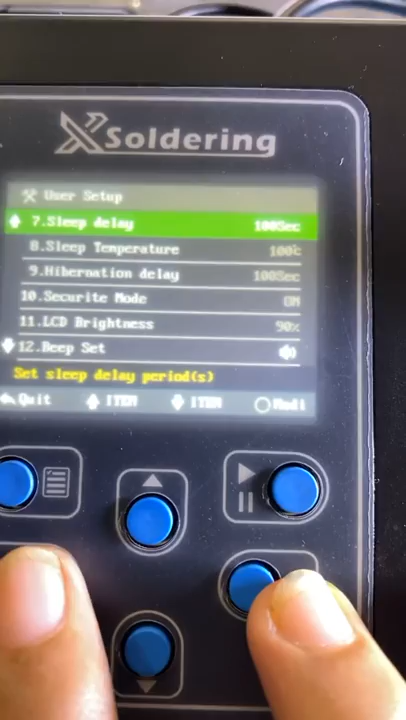 XSoldering
User Setup
7.Sleep delay 100Sec
8.Sleep Temperature 100℃
9.Hibernation delay 100Sec
10.Securite Mode ON
11.LCD Brightness 90%
12.Beep Set
Set sleep delay period(s)
Quit ITEM ITEM Modi